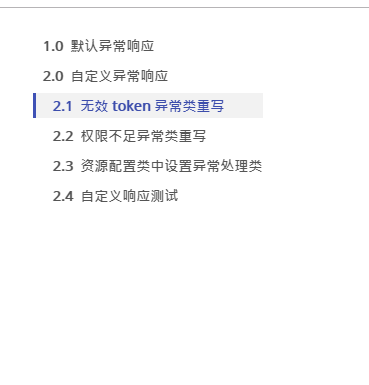 1.0 默认异常响应
2.0 自定义异常响应
2.1 无效 token 异常类重写
2.2 权限不足异常类重写
2.3 资源配置类中设置异常处理类
2.4 自定义响应测试